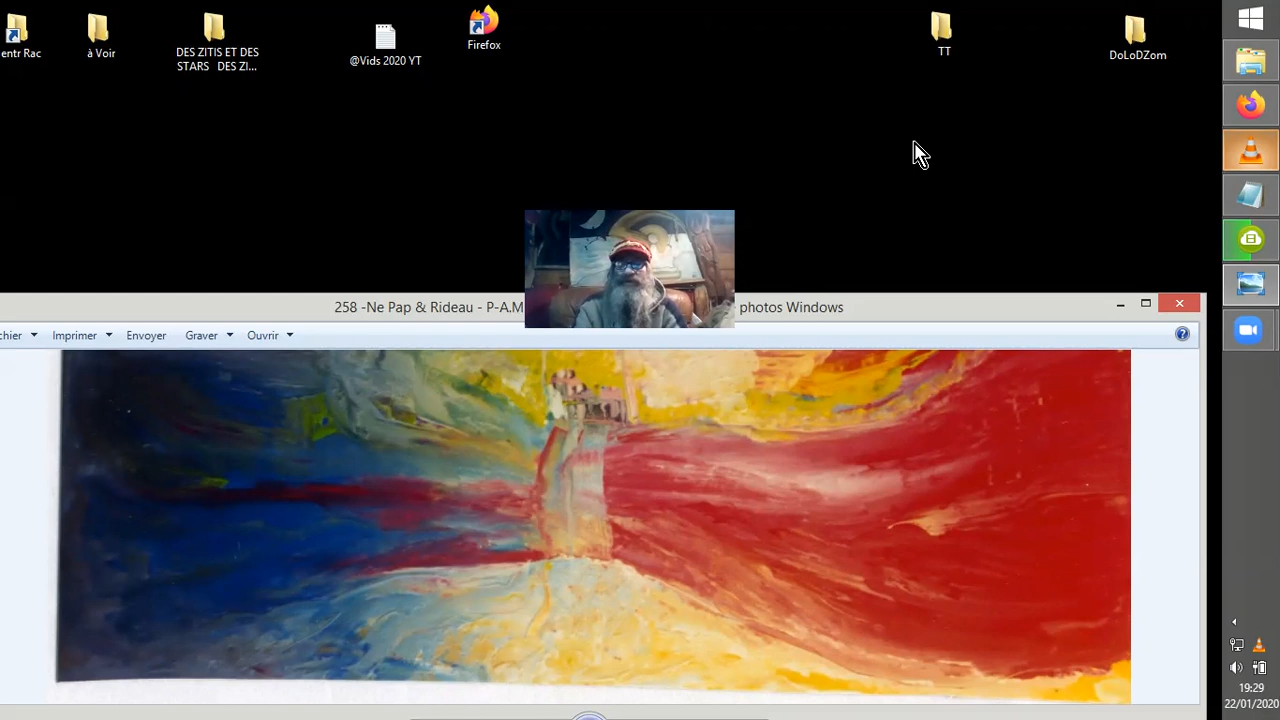 entr Rac
à Voir
DES ZITIS ET DES
STARS DES ZI...
@Vids 2020 YT
Firefox
TT
DoLoDZom
258 -Ne Pap & Rideau - P-A.M
photos Windows
chier
Imprimer
Envoyer
Graver
Ouvrir
19:29
22/01/2020